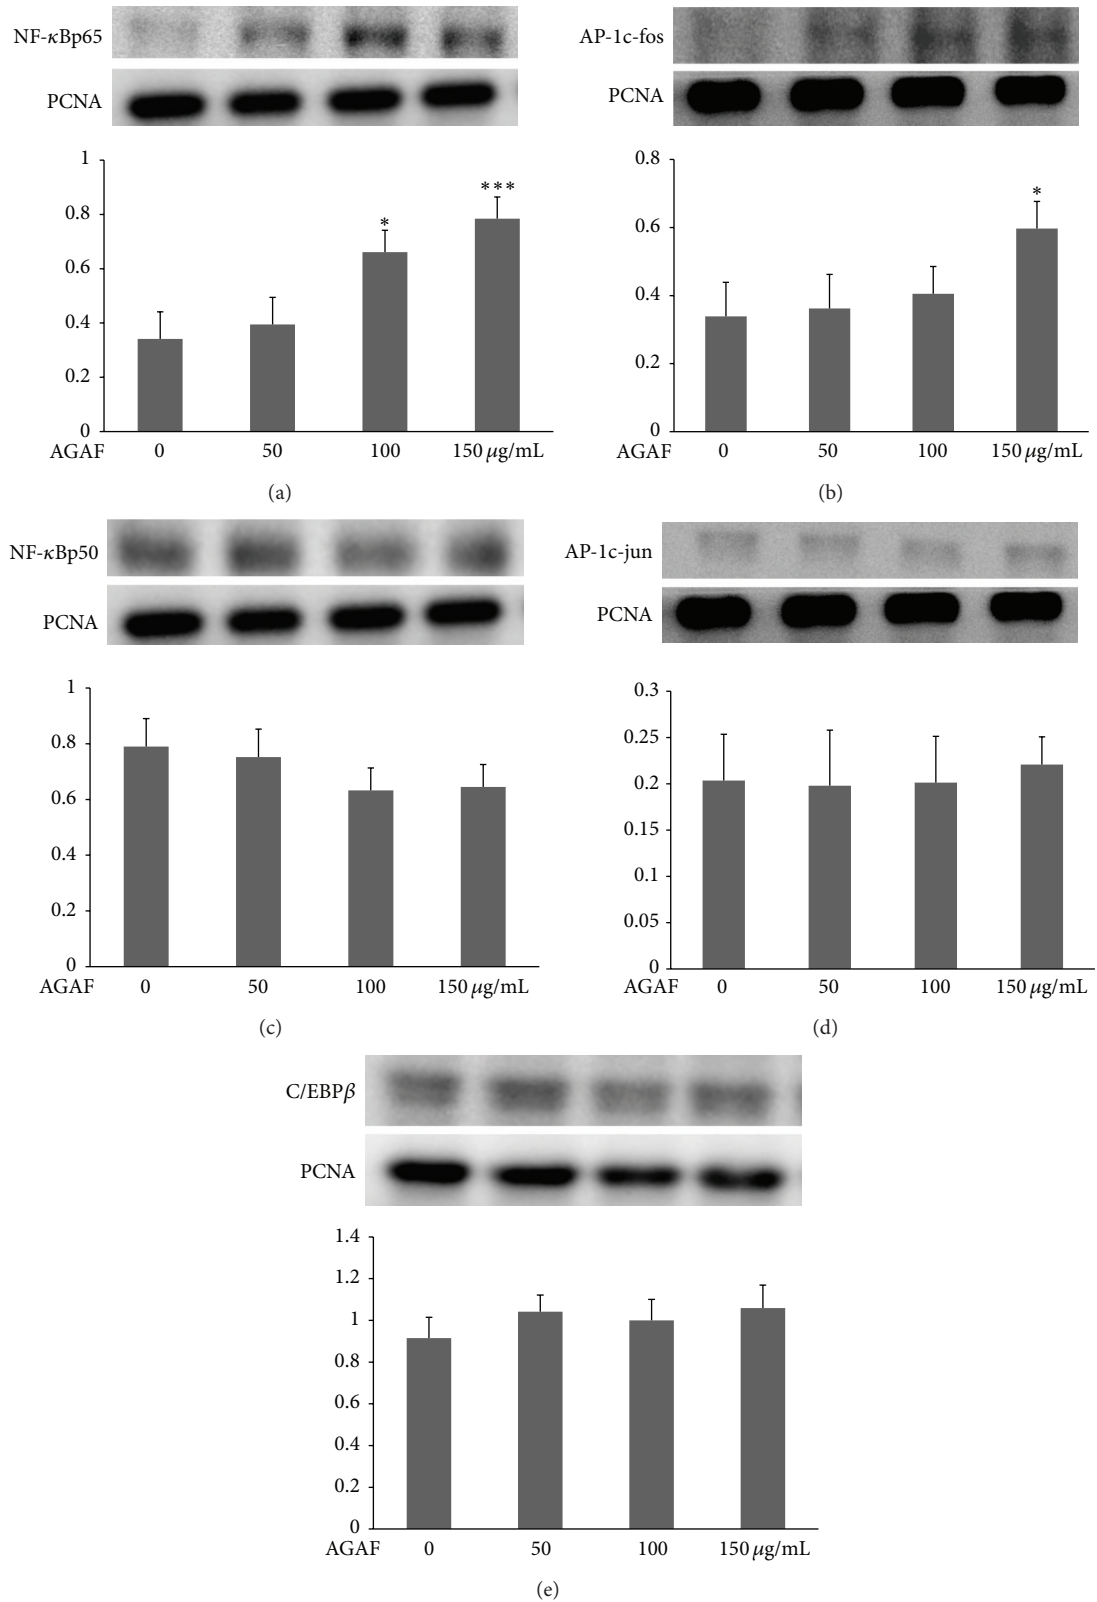 NF-κBp65
PCNA
1
0.8
0.6
0.4
0.2
0
* ***
AGAF 0 50 100 150 μg/mL
(a)
AP-1c-fos
PCNA
0.8
0.6
0.4
0.2
0
*
AGAF 0 50 100 150 μg/mL
(b)
NF-κBp50
PCNA
1
0.8
0.6
0.4
0.2
0
AGAF 0 50 100 150 μg/mL
(c)
AP-1c-jun
PCNA
0.3
0.25
0.2
0.15
0.1
0.05
0
AGAF 0 50 100 150 μg/mL
(d)
C/EBPβ
PCNA
1.4
1.2
1
0.8
0.6
0.4
0.2
0
AGAF 0 50 100 150 μg/mL
(e)